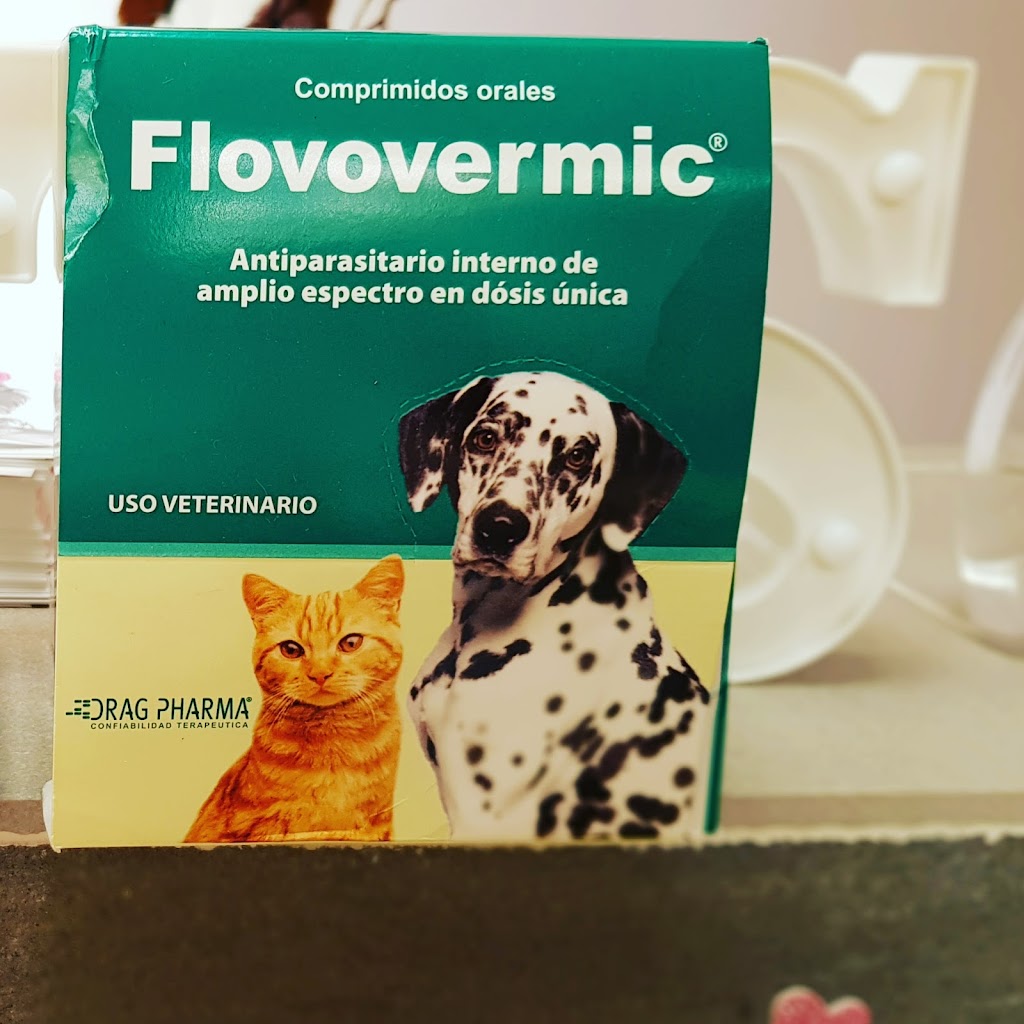 Comprimidos orales
Flovovermic®
Antiparasitario interno de
amplio espectro en dósis única
USO VETERINARIO
DRAG PHARMA®
CONFIABILIDAD TERAPEUTICA